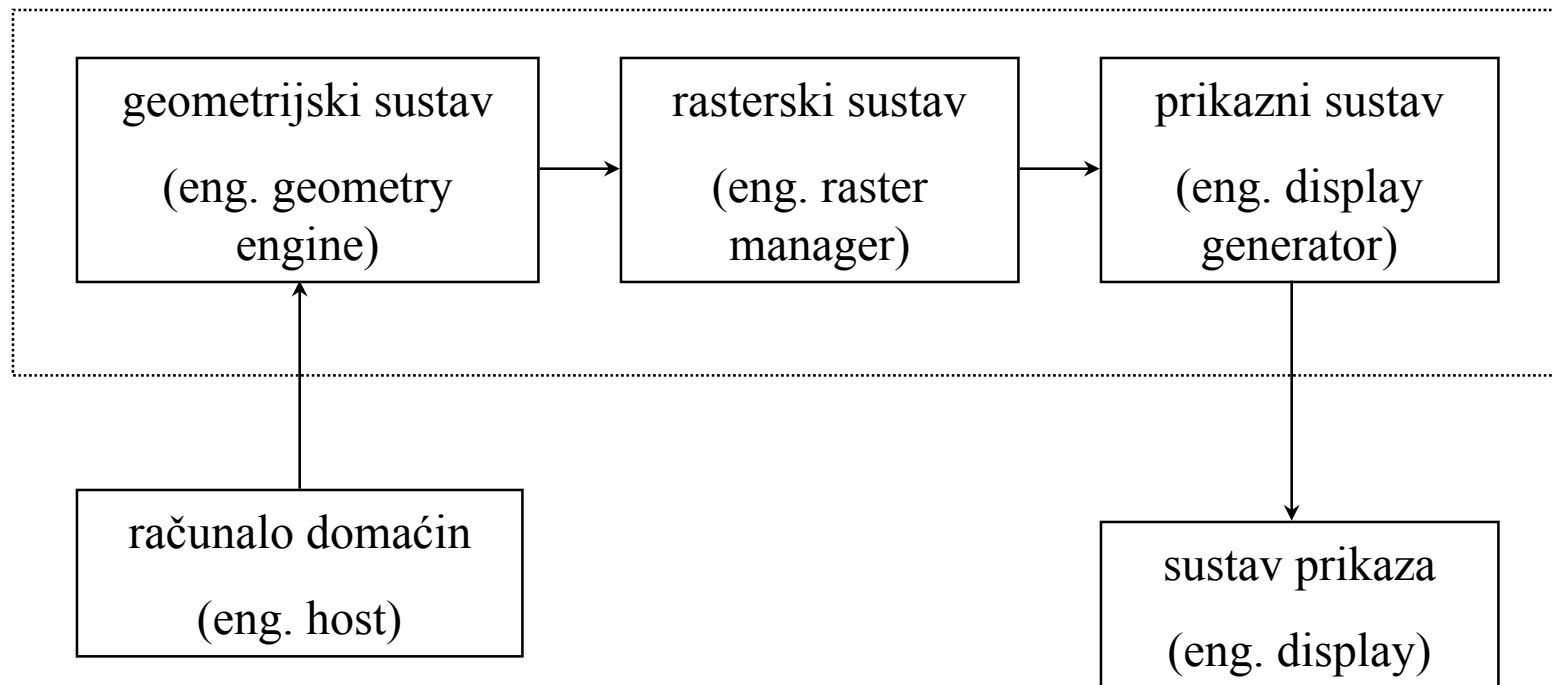 geometrijski sustav
(eng. geometry
engine)
rasterski sustav
(eng. raster
manager)
prikazni sustav
(eng. display
generator)
računalo domaćin
(eng. host)
sustav prikaza
(eng. display)